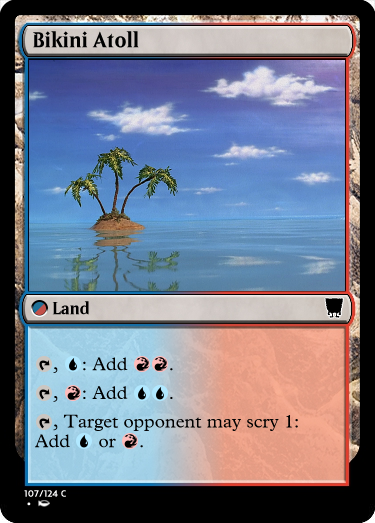 Bikini Atoll
Land
, : Add .
, : Add .
, Target opponent may scry 1:
Add or .
107/124 C